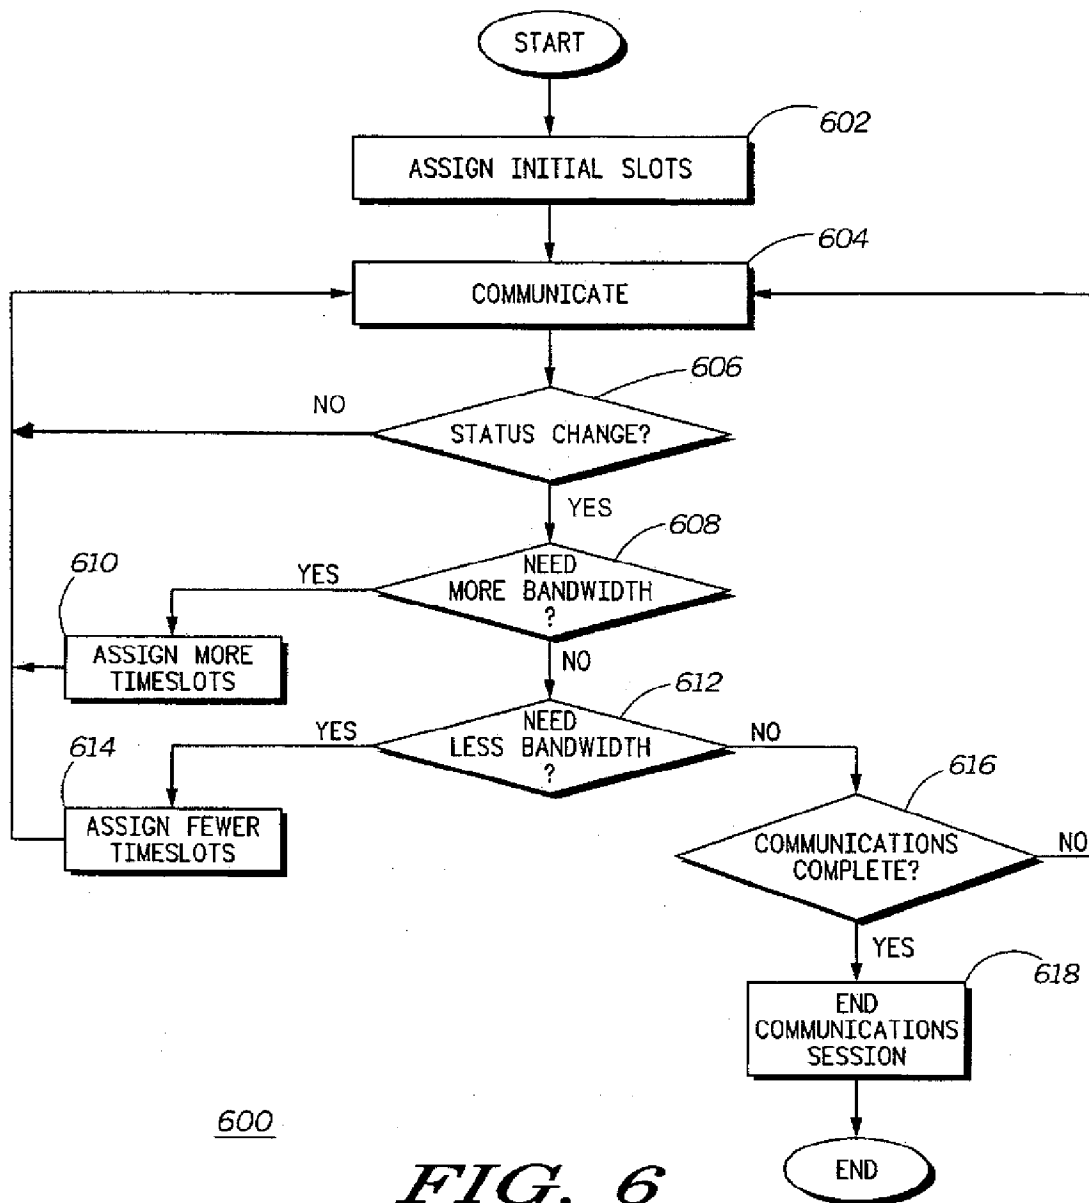 START
602
ASSIGN INITIAL SLOTS
604
COMMUNICATE
606
NO
STATUS CHANGE?
YES
608
610
YES
NEED
MORE BANDWIDTH
?
ASSIGN MORE
TIMESLOTS
NO
612
614
YES
NEED
LESS BANDWIDTH
?
NO
616
ASSIGN FEWER
TIMESLOTS
COMMUNICATIONS
COMPLETE?
NO
YES
618
END
COMMUNICATIONS
SESSION
600
END
FIG. 6